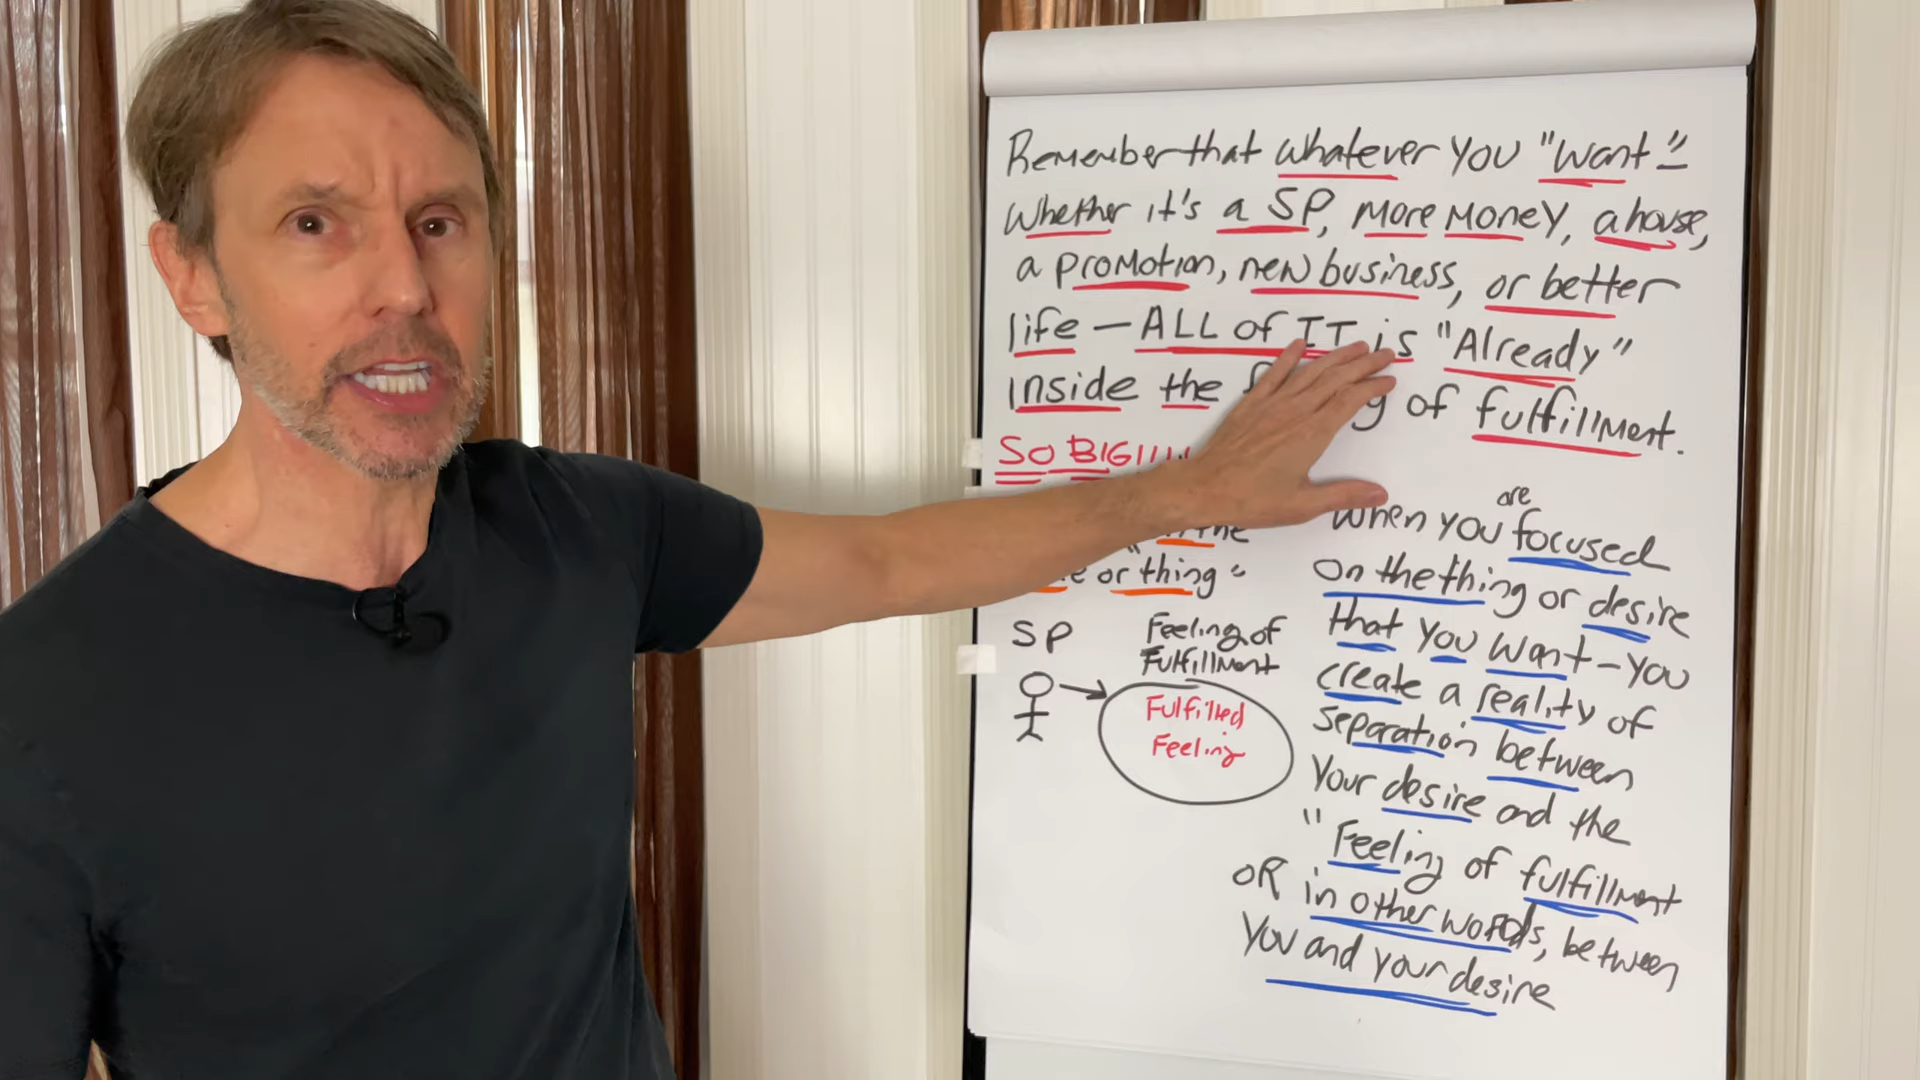 Remember that whatever you "want"
whether it's a SP, more money, a house,
a promotion, new business, or better
life - ALL of IT is "Already"
inside the of fulfillment.
SO BIG!!!!
the
or thing"
SP
Feeling of
Fulfillment
Fulfilled
Feeling
are
When you focused
on the thing or desire
that you want - you
create a reality of
separation between
your desire and the
"Feeling of fulfillment
OR in other words, between
you and your desire